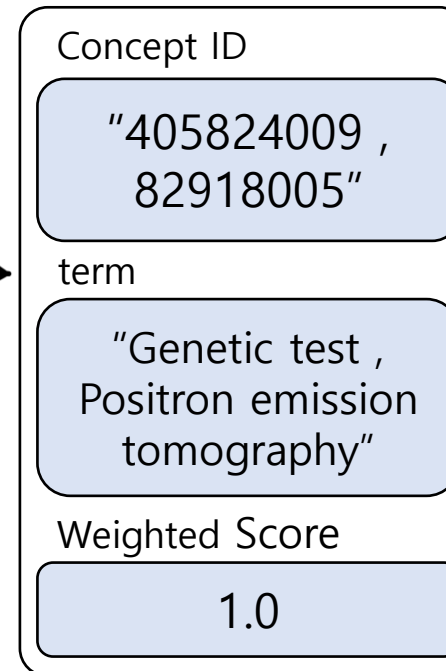 Concept ID
"405824009 ,
82918005"
term
"Genetic test ,
Positron emission
tomography"
Weighted Score
1.0